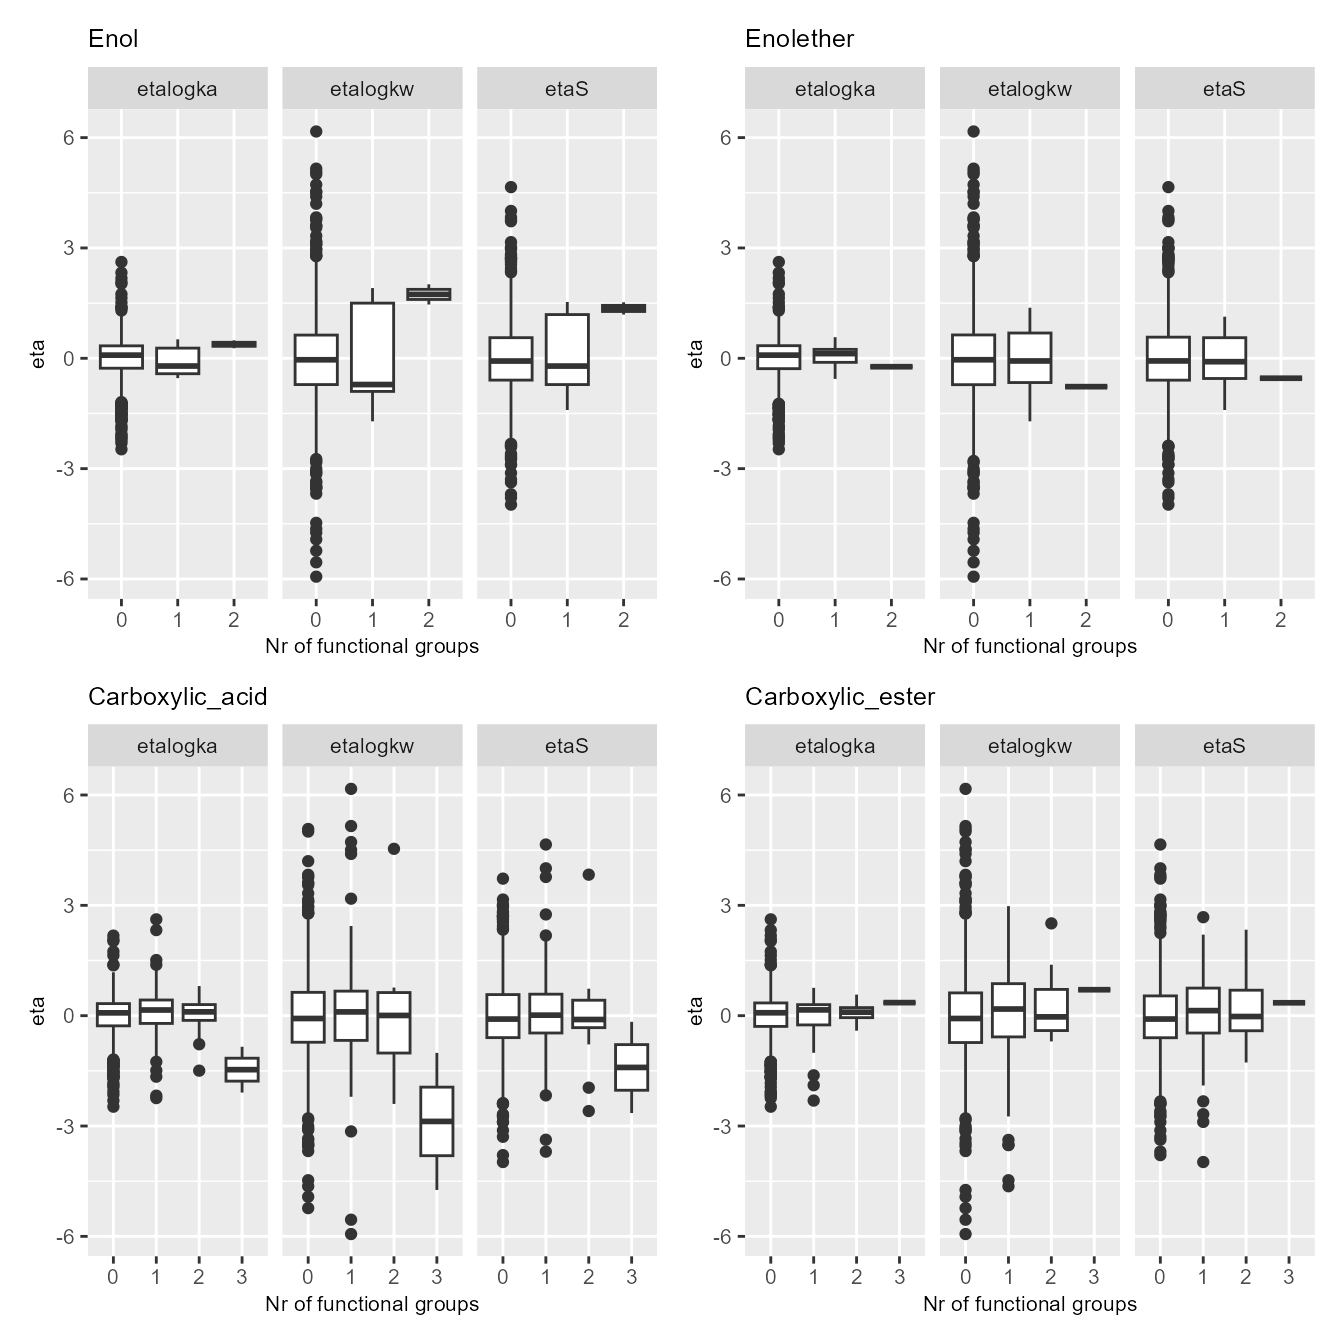 Enol
Enolether
etalogka etalogkw etaS
etalogka etalogkw etaS
6
3
0
-3
-6
eta
0 1 2 0 1 2 0 1 2
Nr of functional groups
6
3
0
-3
-6
eta
0 1 2 0 1 2 0 1 2
Nr of functional groups
Carboxylic_acid
Carboxylic_ester
etalogka etalogkw etaS
etalogka etalogkw etaS
6
3
0
-3
-6
eta
0 1 2 3 0 1 2 3 0 1 2 3
Nr of functional groups
6
3
0
-3
-6
eta
0 1 2 3 0 1 2 3 0 1 2 3
Nr of functional groups